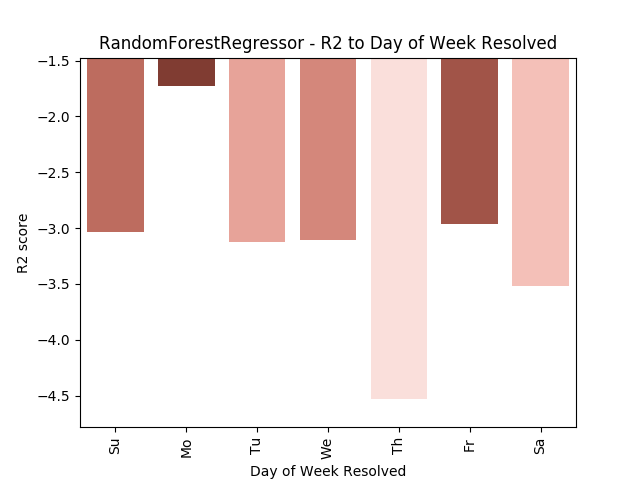 RandomForestRegressor - R2 to Day of Week Resolved
−1.5
−2.0
−2.5
−3.0
−3.5
−4.0
−4.5
R2 score
Su
Mo
Tu
We
Th
Fr
Sa
Day of Week Resolved